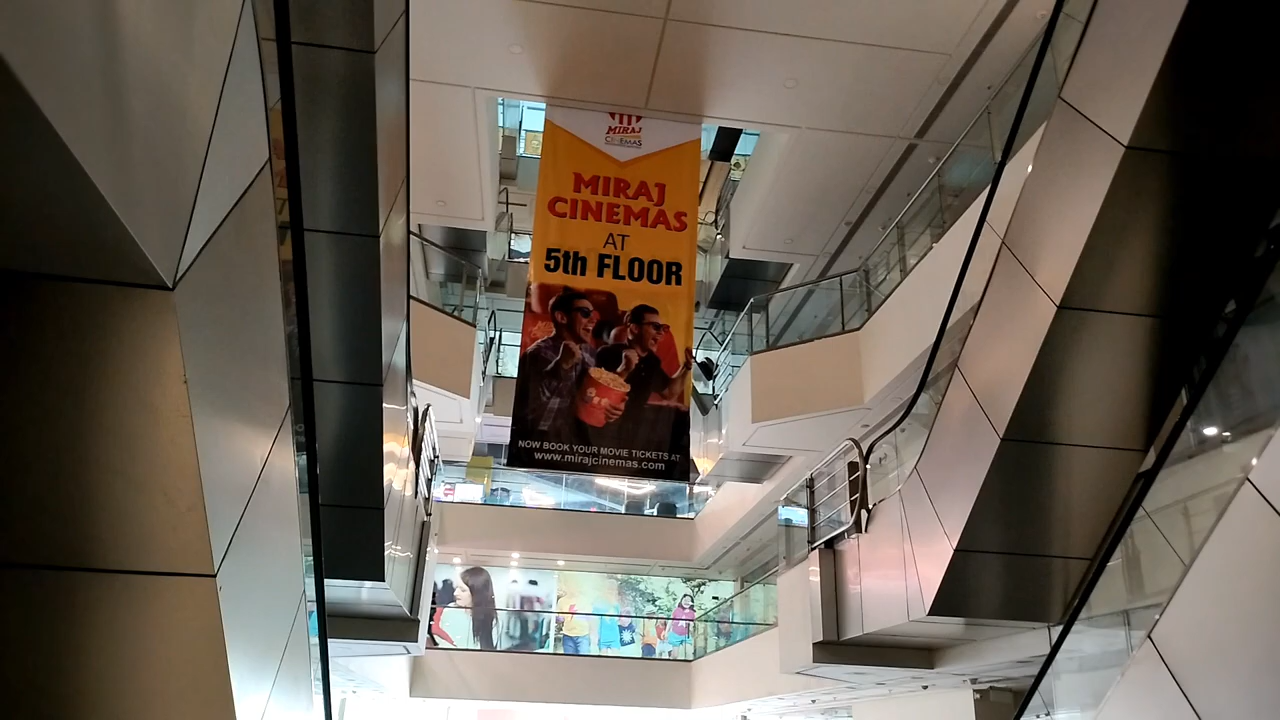 MIRAJ
CINEMAS
MIRAJ
CINEMAS
AT
5th FLOOR
NOW BOOK YOUR MOVIE TICKETS AT
www.mirajcinemas.com